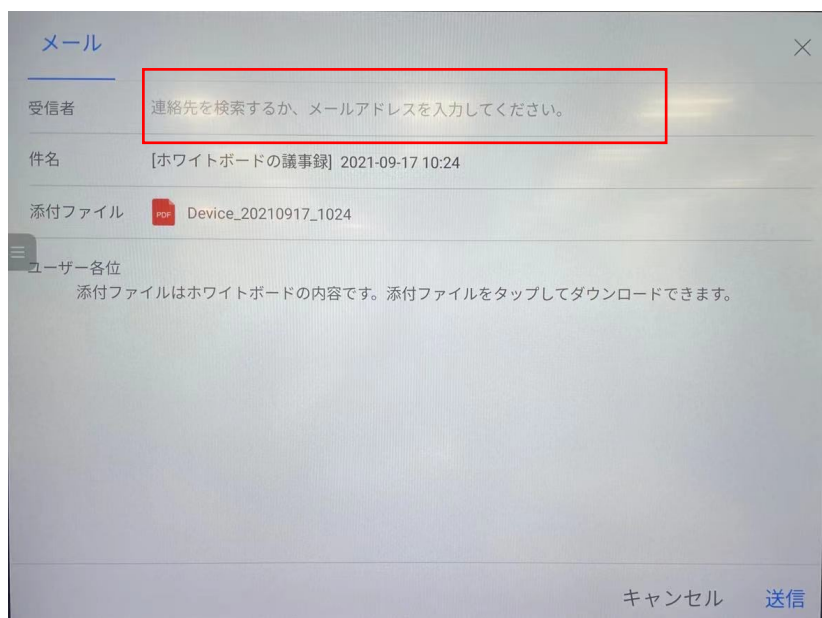 メール
受信者 連絡先を検索するか、メールアドレスを入力してください。
件名 [ホワイトボードの議事録] 2021-09-17 10:24
添付ファイル PDF Device_20210917_1024
ユーザー各位
添付ファイルはホワイトボードの内容です。添付ファイルをタップしてダウンロードできます。
キャンセル 送信